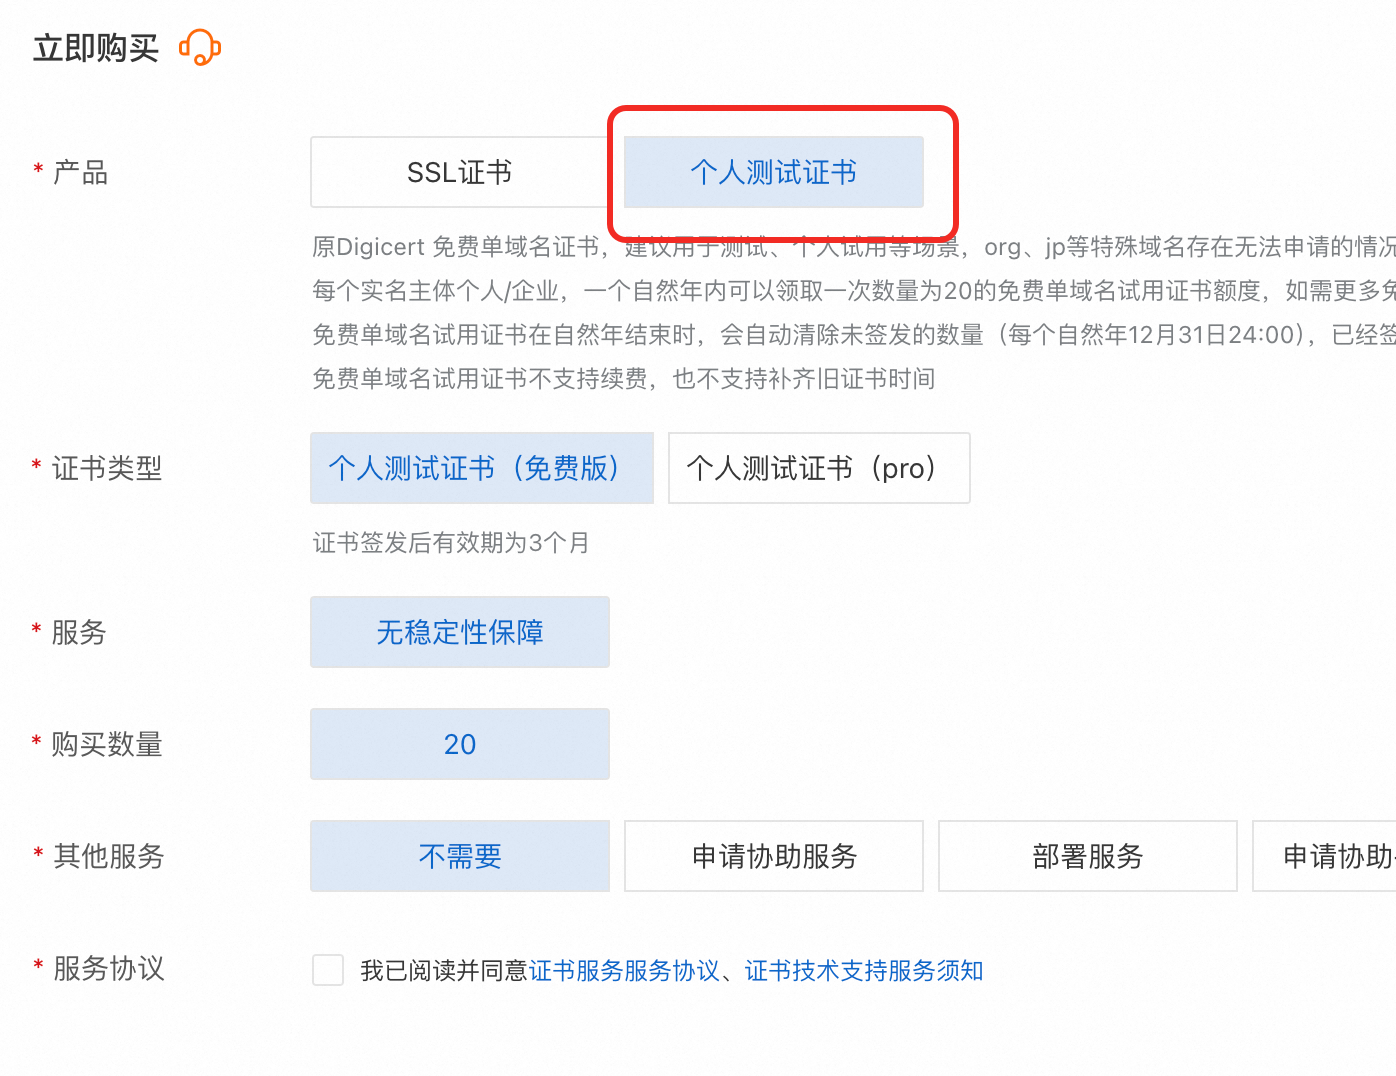 立即购买
* 产品
SSL证书
个人测试证书
原Digicert 免费单域名证书，建议用于测试、个人试用等场景，org、jp等特殊域名存在无法申请的情况
每个实名主体个人/企业，一个自然年内可以领取一次数量为20的免费单域名试用证书额度，如需更多免
免费单域名试用证书在自然年结束时，会自动清除未签发的数量（每个自然年12月31日24:00），已经签
免费单域名试用证书不支持续费，也不支持补齐旧证书时间
* 证书类型
个人测试证书（免费版）
个人测试证书（pro）
证书签发后有效期为3个月
* 服务
无稳定性保障
* 购买数量
20
* 其他服务
不需要
申请协助服务
部署服务
申请协助
* 服务协议
我已阅读并同意证书服务服务协议、证书技术支持服务须知